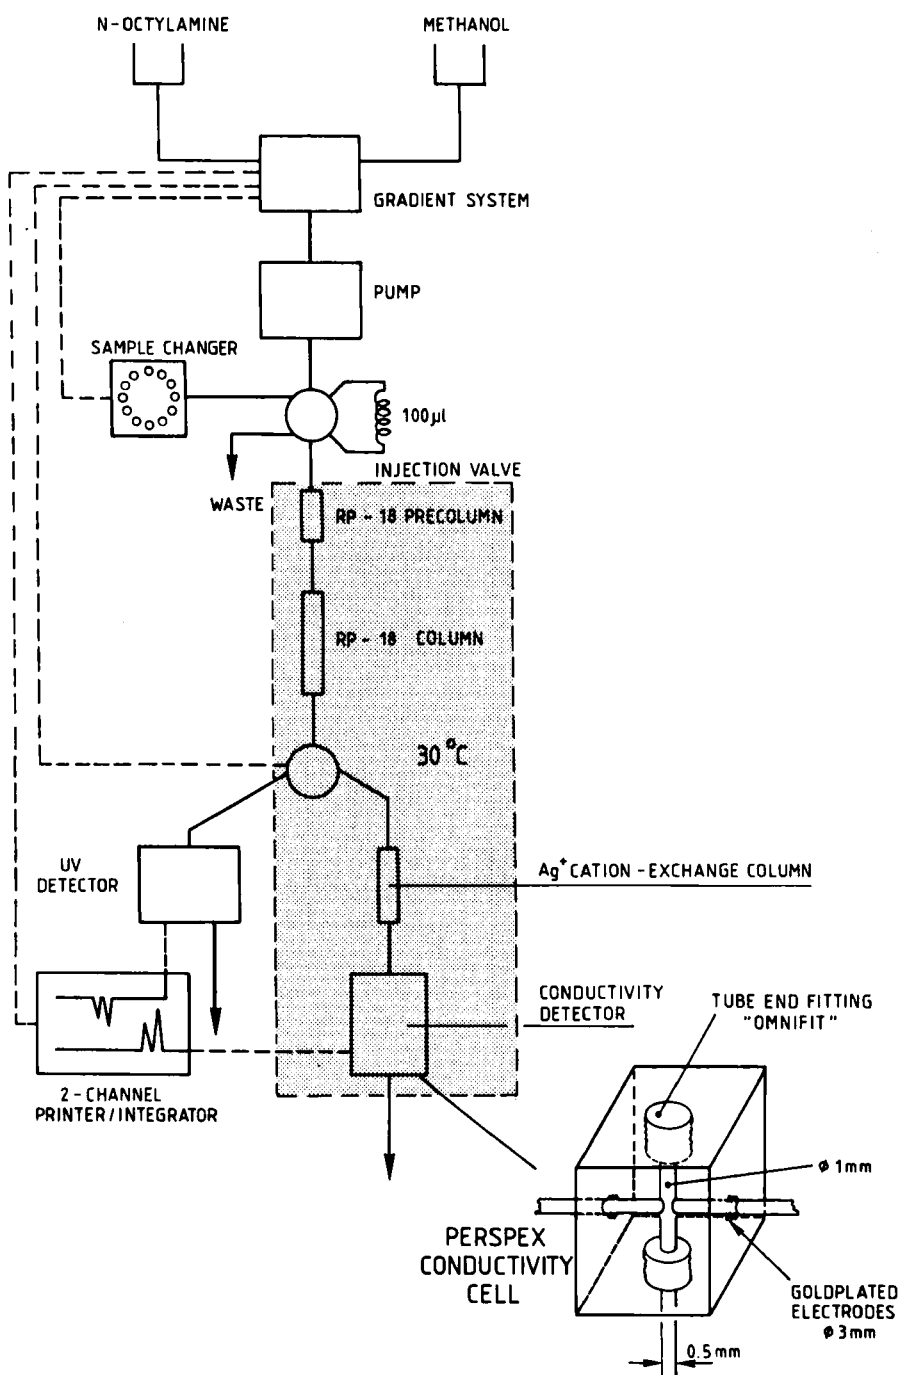 N-OCTYLAMINE
METHANOL
GRADIENT SYSTEM
PUMP
SAMPLE CHANGER
100µl
INJECTION VALVE
WASTE
RP - 18 PRECOLUMN
RP - 18 COLUMN
30°C
UV
DETECTOR
Ag+ CATION - EXCHANGE COLUMN
CONDUCTIVITY
DETECTOR
TUBE END FITTING
"OMNIFIT"
2 - CHANNEL
PRINTER / INTEGRATOR
ø 1mm
PERSPEX
CONDUCTIVITY
CELL
GOLDPLATED
ELECTRODES
ø 3mm
0.5mm